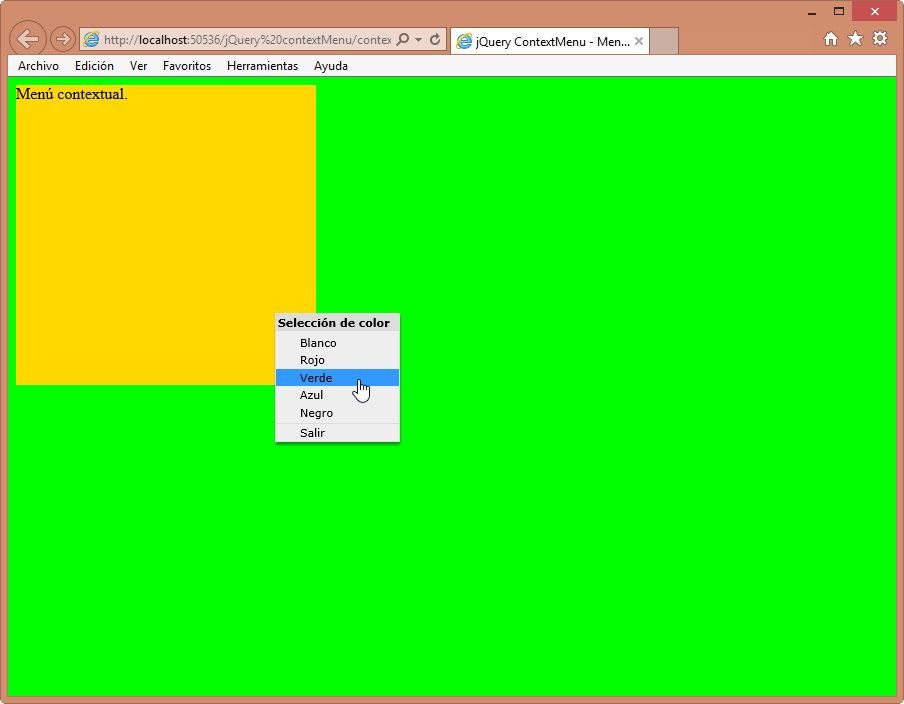 http://localhost:50536/jQuery%20contextMenu/contex
jQuery ContextMenu - Men...
Archivo Edición Ver Favoritos Herramientas Ayuda
Menú contextual.
Selección de color
Blanco
Rojo
Verde
Azul
Negro
Salir